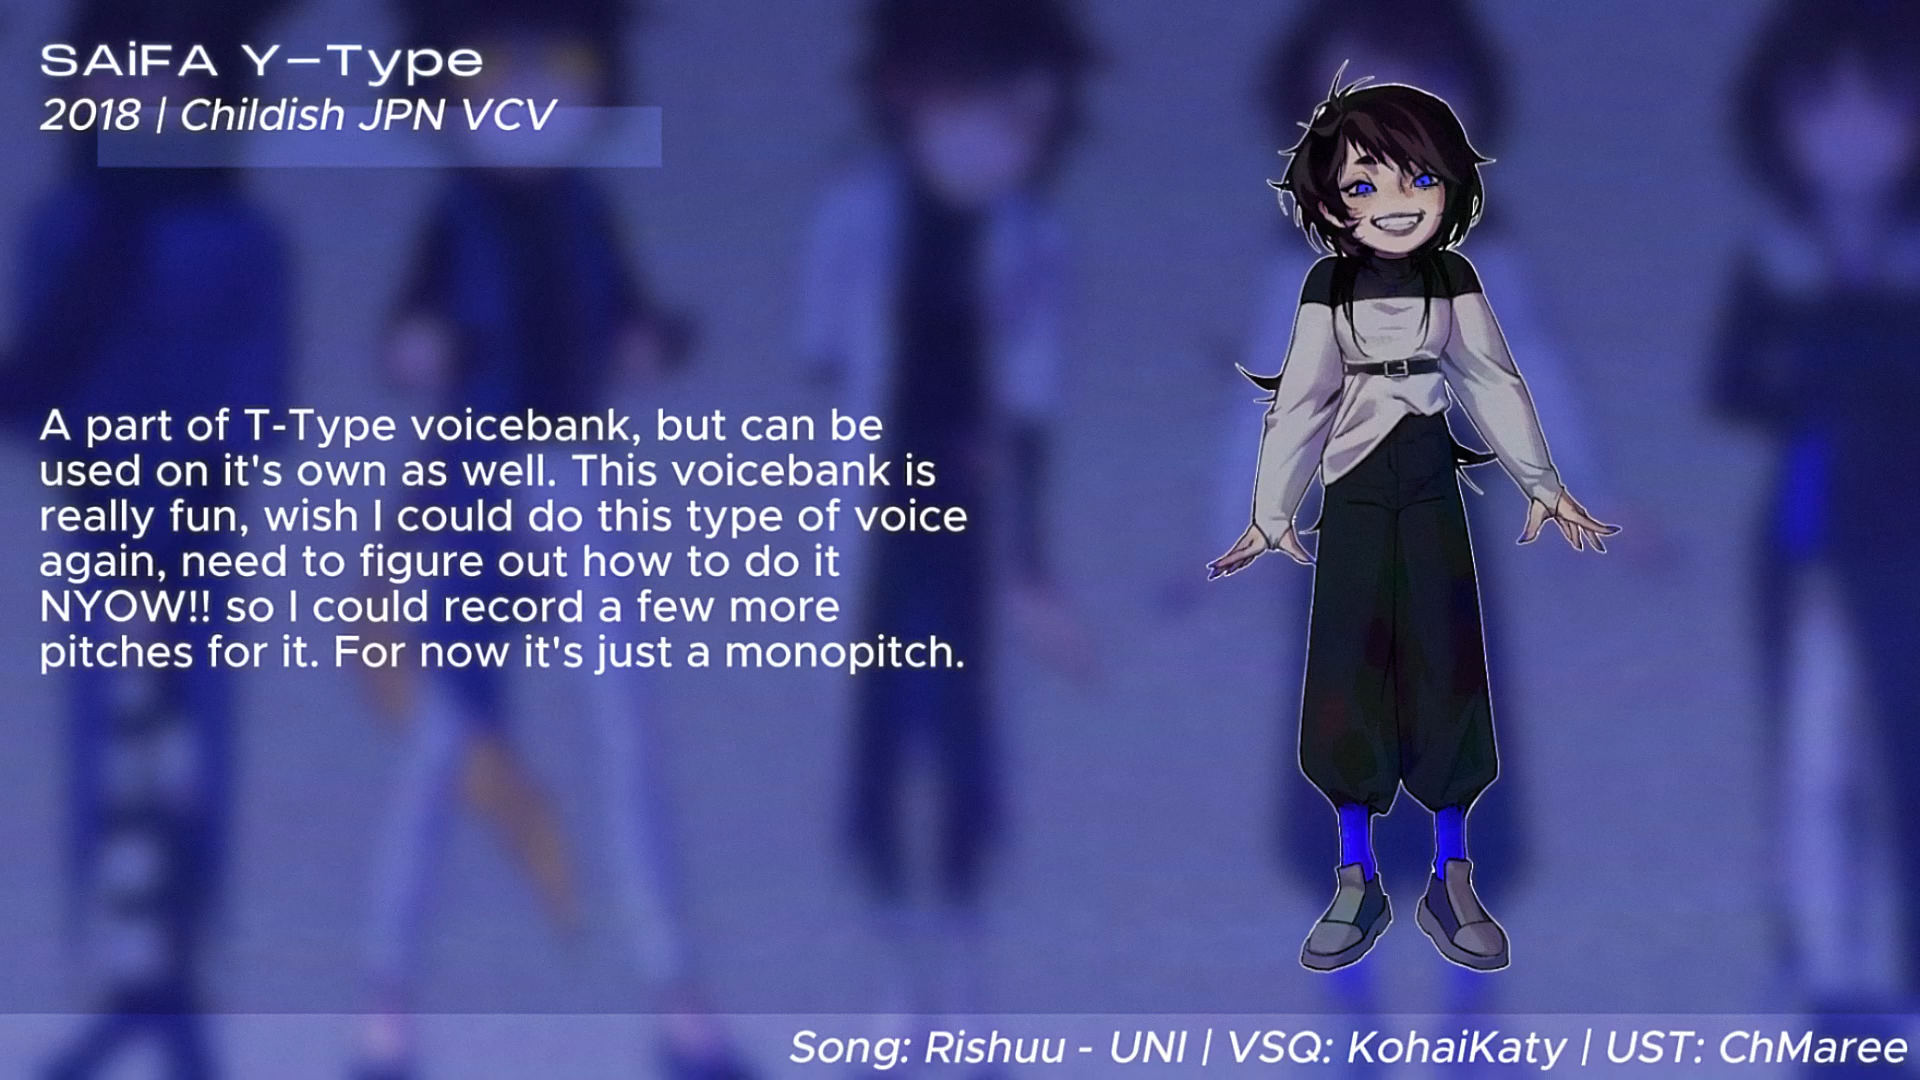 SAiFA Y-Type
2018 | Childish JPN VCV
A part of T-Type voicebank, but can be
used on it's own as well. This voicebank is
really fun, wish I could do this type of voice
again, need to figure out how to do it
NYOW!! so I could record a few more
pitches for it. For now it's just a monopitch.
Song: Rishuu - UNI | VSQ: KohaiKaty | UST: ChMaree